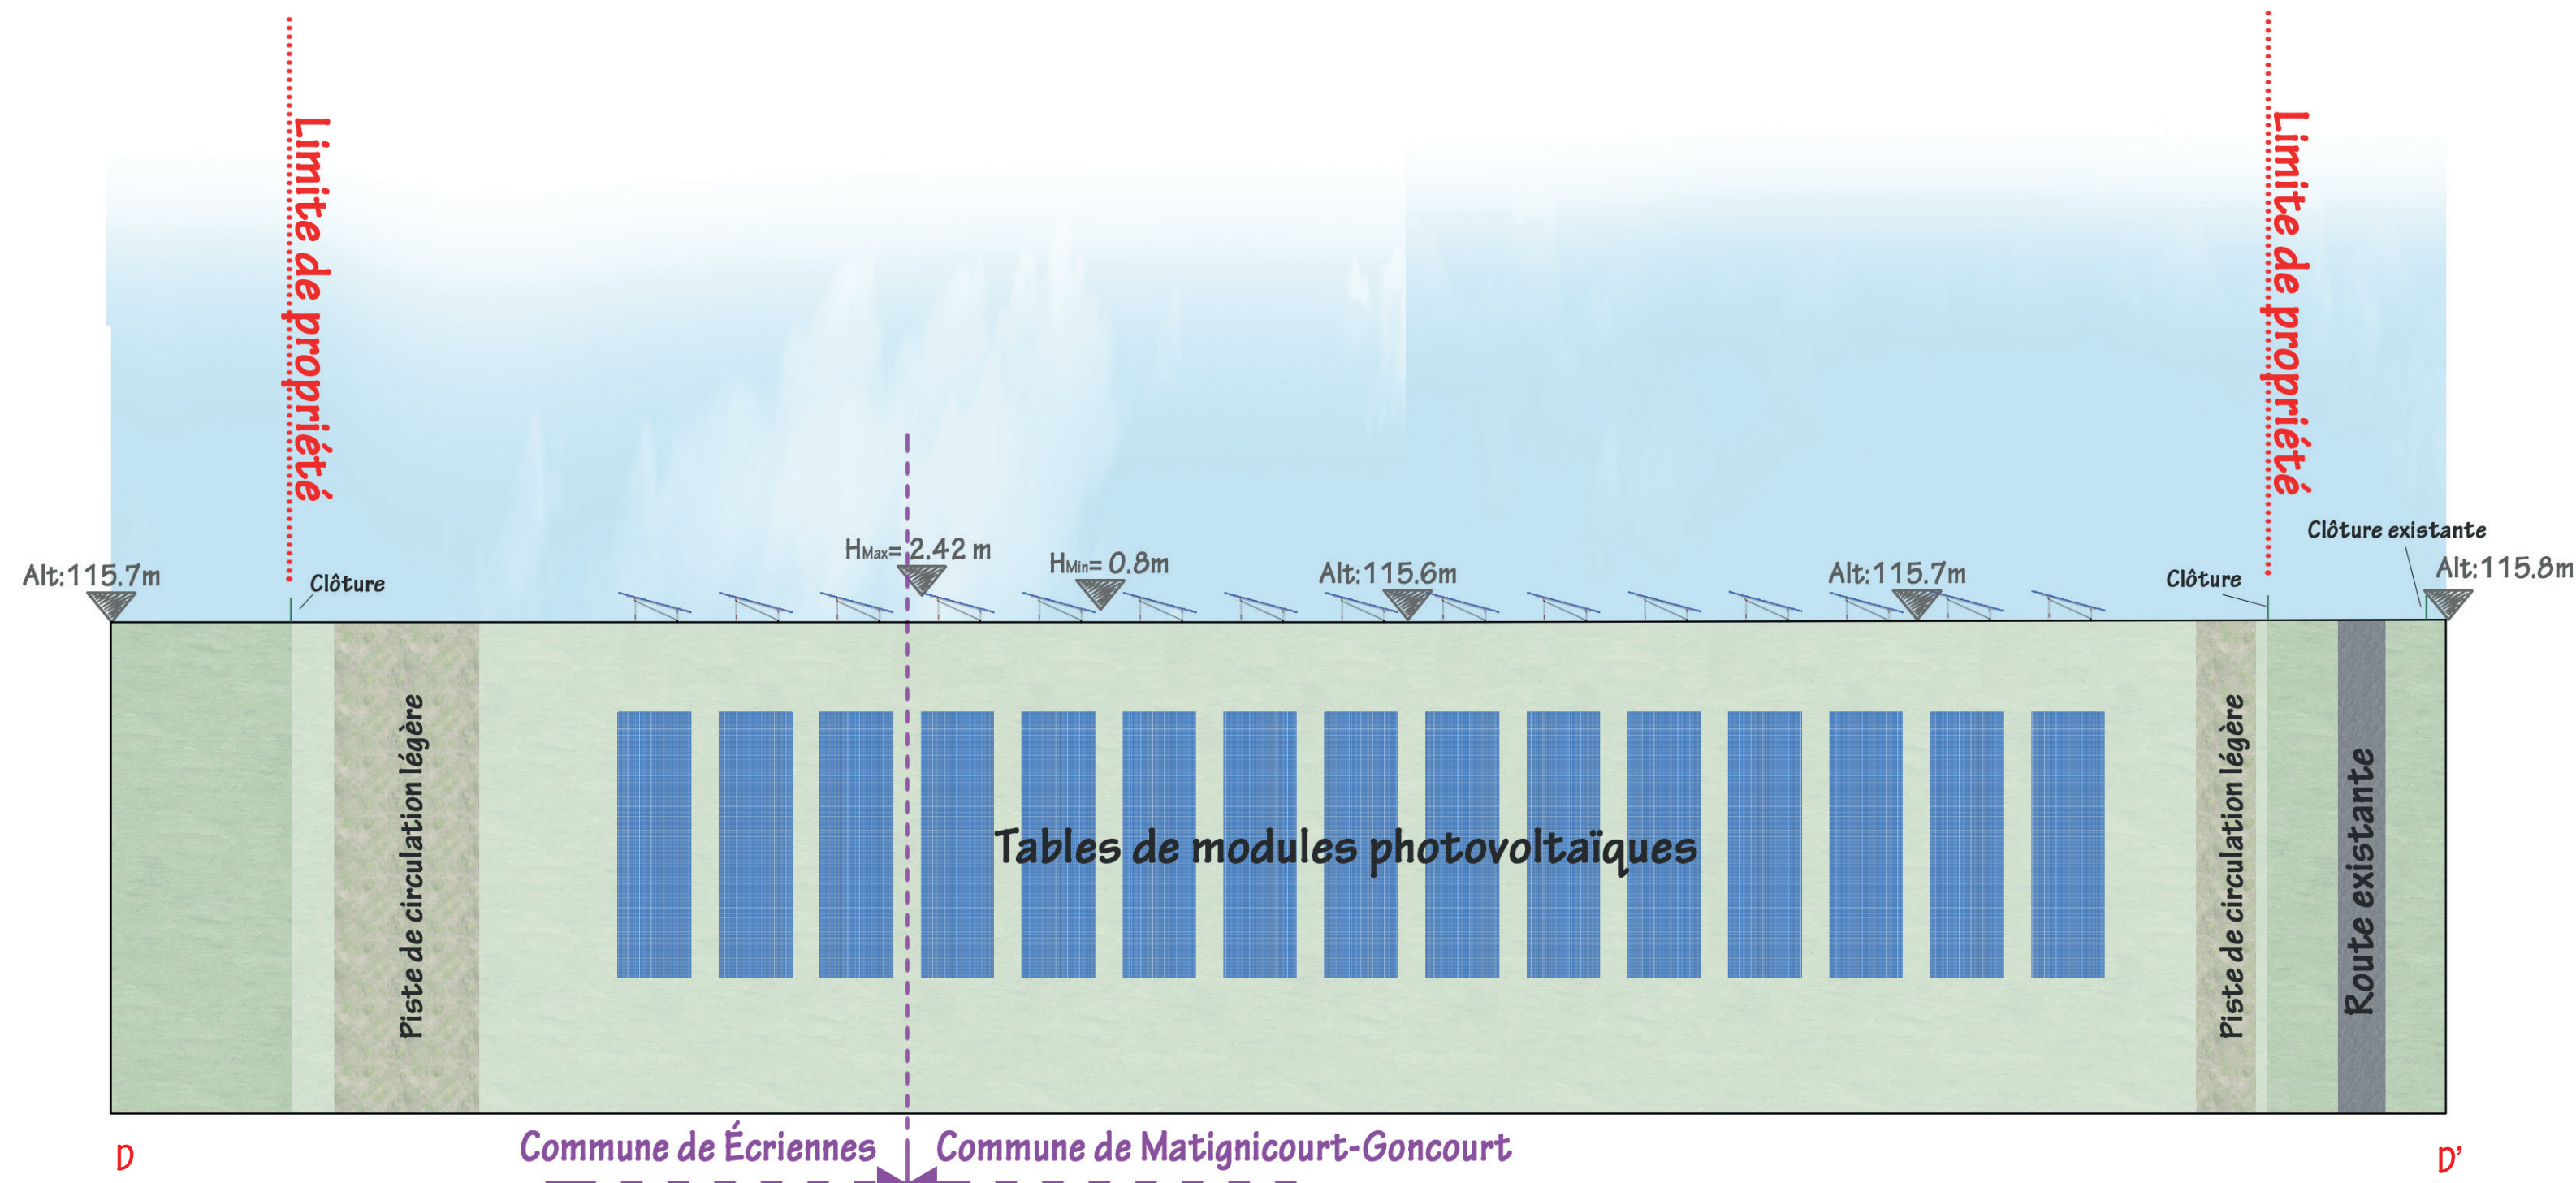 Limite de propriété
Limite de propriété
Clôture existante
HMax= 2.42 m
HMin= 0.8m
Alt:115.7m
Clôture
Alt:115.6m
Alt:115.7m
Clôture
Alt:115.8m
Piste de circulation légère
Tables de modules photovoltaïques
Piste de circulation légère
Route existante
D
Commune de Écriennes
Commune de Matignicourt-Goncourt
D'